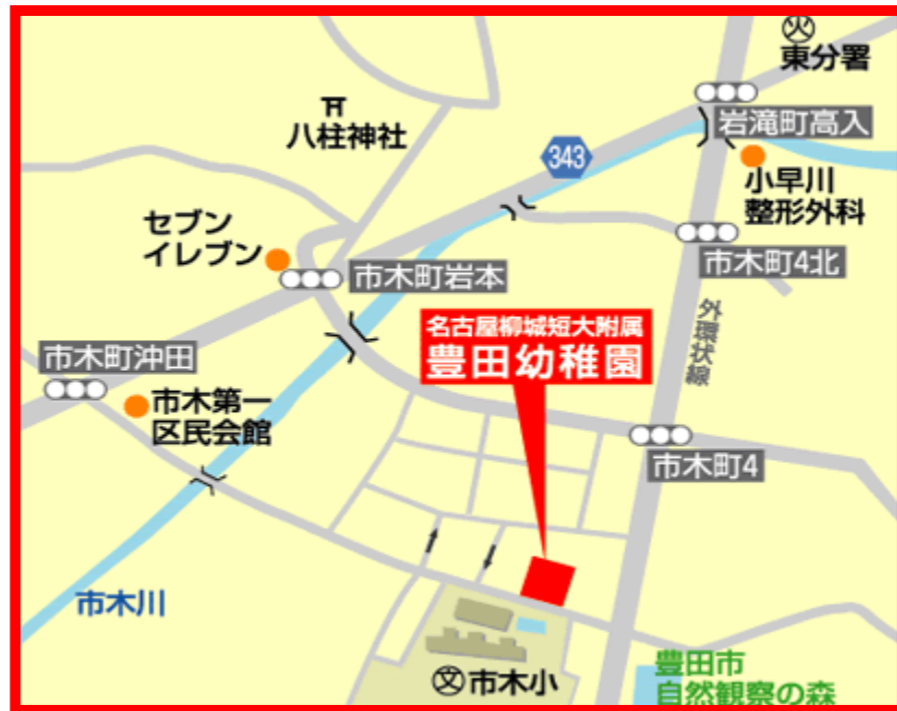 東分署
岩滝町高入
八柱神社
343
小早川
整形外科
セブン
イレブン
市木町4北
市木町岩本
外環状線
名古屋柳城短大附属
豊田幼稚園
市木町沖田
市木第一
区民会館
市木町4
市木川
豊田市
自然観察の森
文市木小